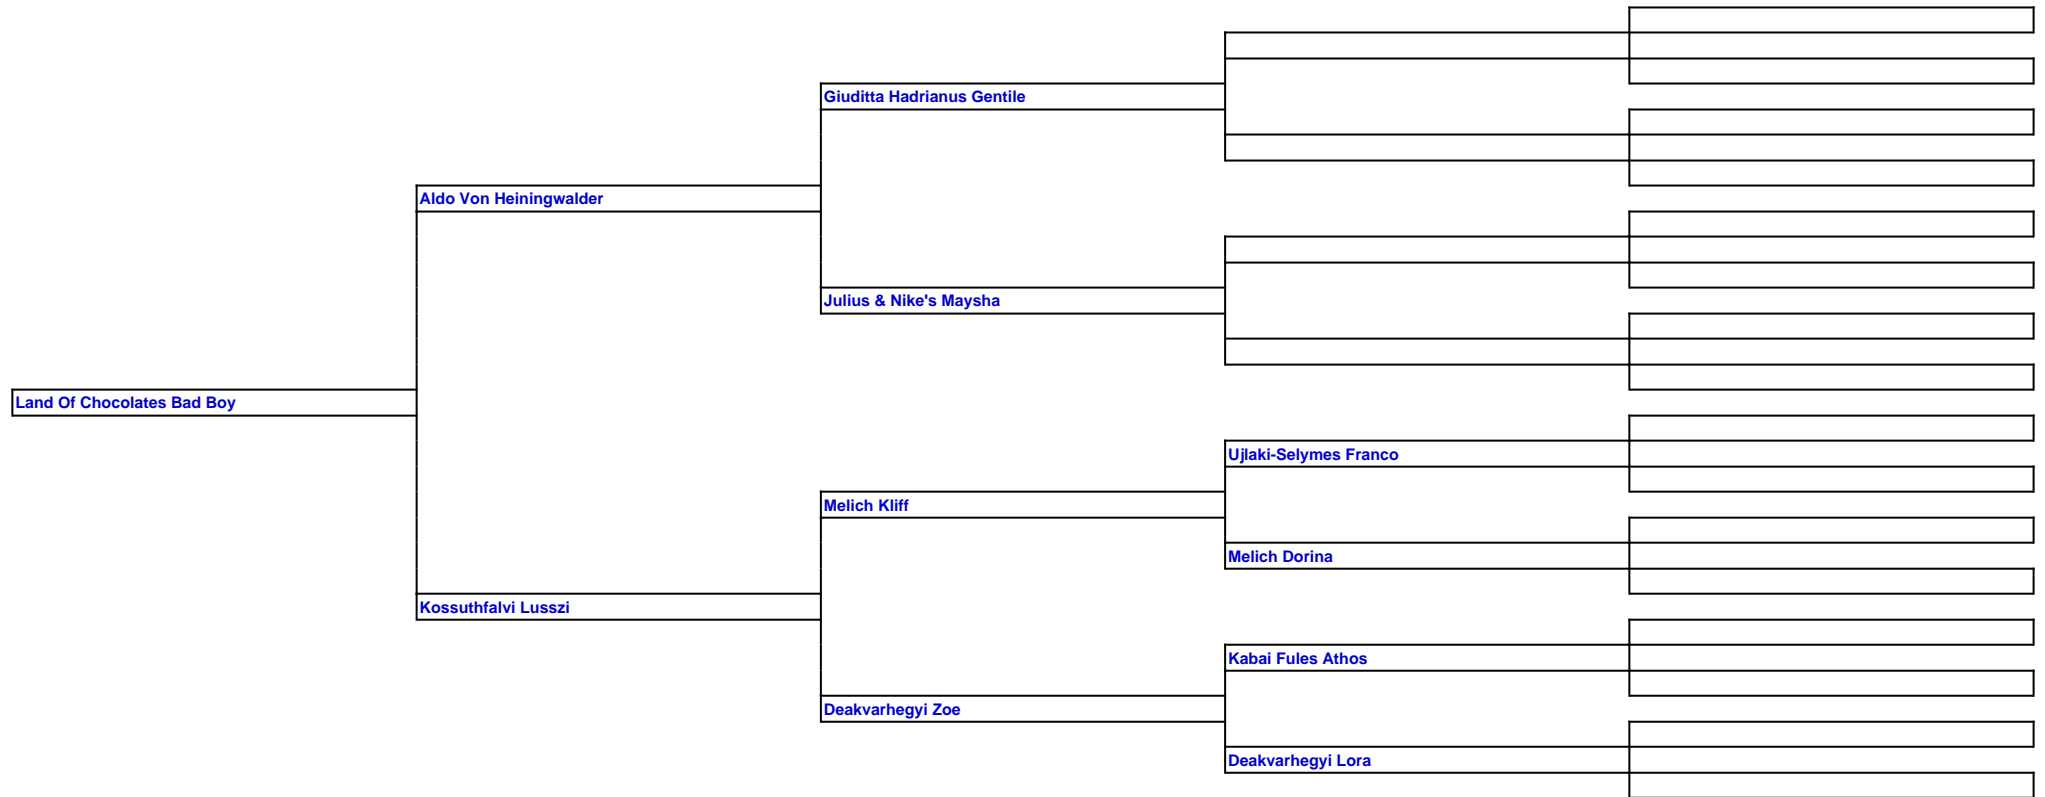 Giuditta Hadrianus Gentile
Aldo Von Heiningwalder
Julius & Nike's Maysha
Land Of Chocolates Bad Boy
Ujlaki-Selymes Franco
Melich Kliff
Melich Dorina
Kossuthfalvi Lusszi
Kabai Fules Athos
Deakvarhegyi Zoe
Deakvarhegyi Lora